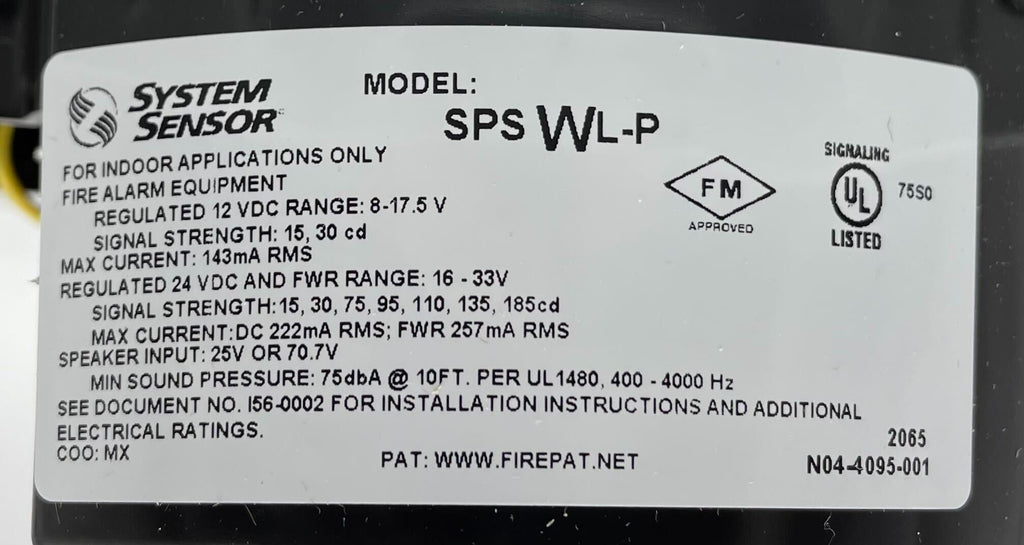 SYSTEM
SENSOR
MODEL:
SPS WL-P
FOR INDOOR APPLICATIONS ONLY
FIRE ALARM EQUIPMENT
REGULATED 12 VDC RANGE: 8-17.5 V
SIGNAL STRENGTH: 15, 30 cd
MAX CURRENT: 143mA RMS
REGULATED 24 VDC AND FWR RANGE: 16 - 33V
SIGNAL STRENGTH: 15, 30, 75, 95, 110, 135, 185cd
MAX CURRENT: DC 222mA RMS; FWR 257mA RMS
SPEAKER INPUT: 25V OR 70.7V
MIN SOUND PRESSURE: 75dbA @ 10FT. PER UL1480, 400 - 4000 Hz
SEE DOCUMENT NO. I56-0002 FOR INSTALLATION INSTRUCTIONS AND ADDITIONAL
ELECTRICAL RATINGS.
COO: MX
PAT: WWW.FIREPAT.NET
FM
APPROVED
SIGNALING
UL
75S0
LISTED
2065
N04-4095-001